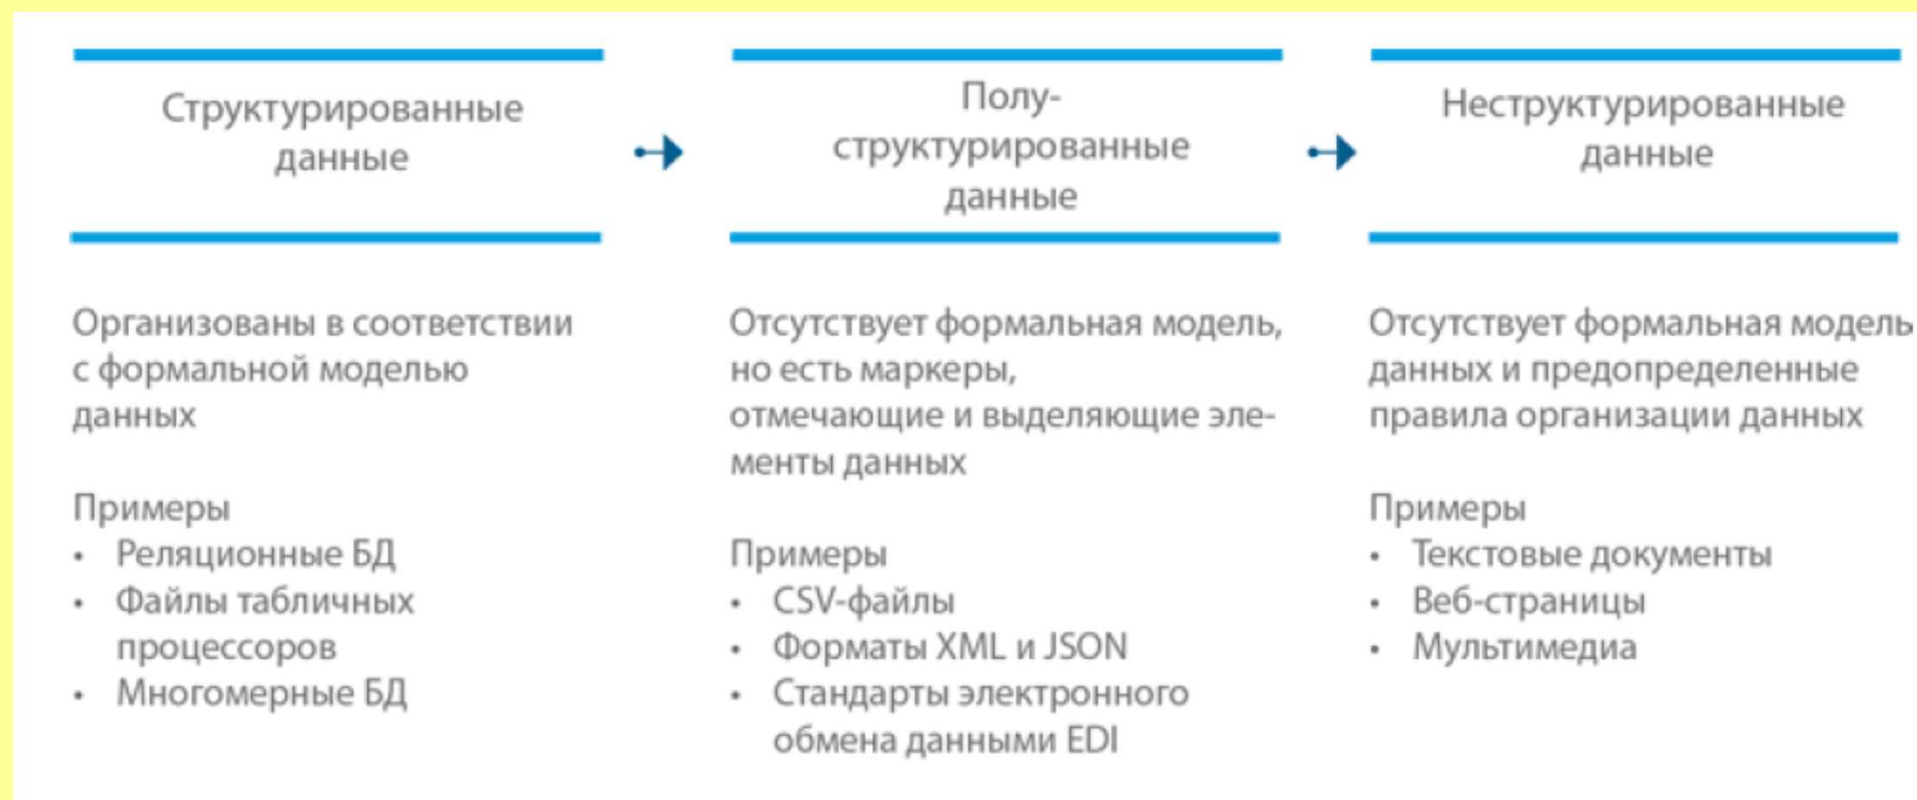 Структурированные
данные
Полу-
структурированные
данные
Неструктурированные
данные
Организованы в соответствии
с формальной моделью
данных
Примеры
• Реляционные БД
• Файлы табличных
процессоров
• Многомерные БД
Отсутствует формальная модель,
но есть маркеры,
отмечающие и выделяющие эле-
менты данных
Примеры
• CSV-файлы
• Форматы XML и JSON
• Стандарты электронного
обмена данными EDI
Отсутствует формальная модель
данных и предопределенные
правила организации данных
Примеры
• Текстовые документы
• Веб-страницы
• Мультимедиа